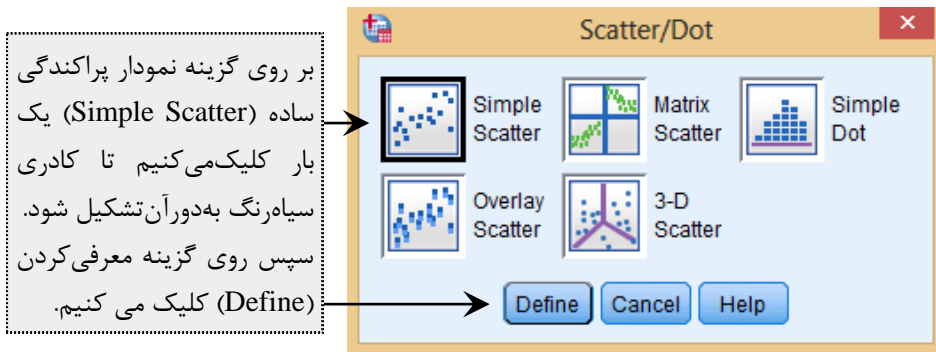 بر روی گزینه نمودار پراکندگی
ساده (Simple Scatter) یک
بار کلیک‌می‌کنیم تا کادری
سیاه‌رنگ به‌دورآن‌تشکیل شود.
سپس روی گزینه معرفی‌کردن
(Define) کلیک می کنیم.
Scatter/Dot
Simple
Scatter
Matrix
Scatter
Simple
Dot
Overlay
Scatter
3-D
Scatter
Define Cancel Help